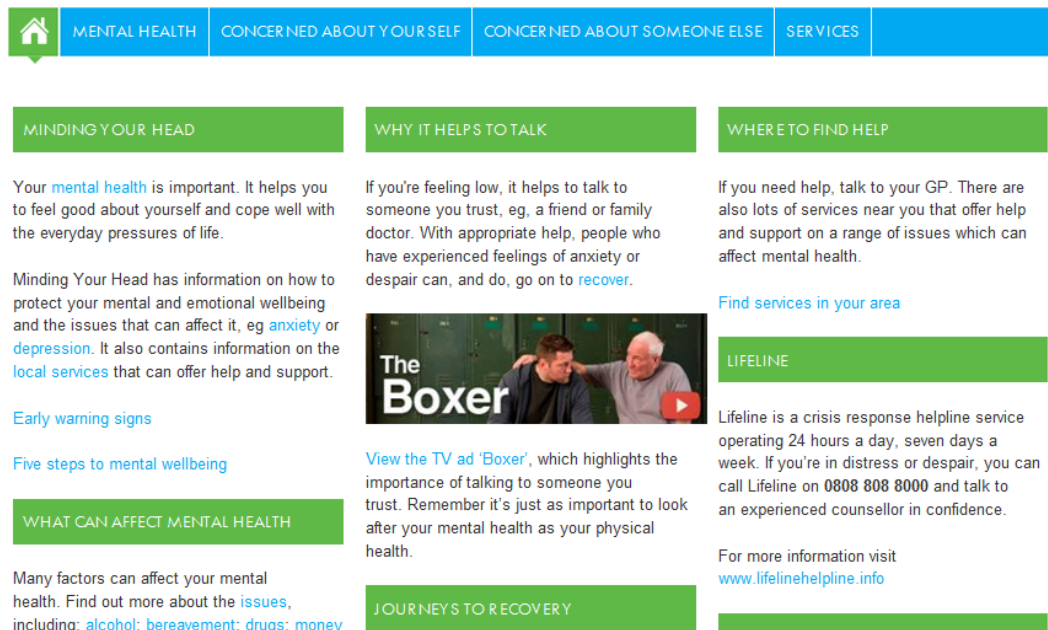 MENTAL HEALTH
CONCERNED ABOUT YOURSELF
CONCERNED ABOUT SOMEONE ELSE
SERVICES
MINDING YOUR HEAD
Your mental health is important. It helps you
to feel good about yourself and cope well with
the everyday pressures of life.
Minding Your Head has information on how to
protect your mental and emotional wellbeing
and the issues that can affect it, eg anxiety or
depression. It also contains information on the
local services that can offer help and support.
Early warning signs
Five steps to mental wellbeing
WHAT CAN AFFECT MENTAL HEALTH
Many factors can affect your mental
health. Find out more about the issues,
including: alcohol; bereavement; drugs; money
WHY IT HELPS TO TALK
If you're feeling low, it helps to talk to
someone you trust, eg, a friend or family
doctor. With appropriate help, people who
have experienced feelings of anxiety or
despair can, and do, go on to recover.
The
Boxer
View the TV ad ‘Boxer’, which highlights the
importance of talking to someone you
trust. Remember it’s just as important to look
after your mental health as your physical
health.
JOURNEYS TO RECOVERY
WHERE TO FIND HELP
If you need help, talk to your GP. There are
also lots of services near you that offer help
and support on a range of issues which can
affect mental health.
Find services in your area
LIFELINE
Lifeline is a crisis response helpline service
operating 24 hours a day, seven days a
week. If you’re in distress or despair, you can
call Lifeline on 0808 808 8000 and talk to
an experienced counsellor in confidence.
For more information visit
www.lifelinehelpline.info